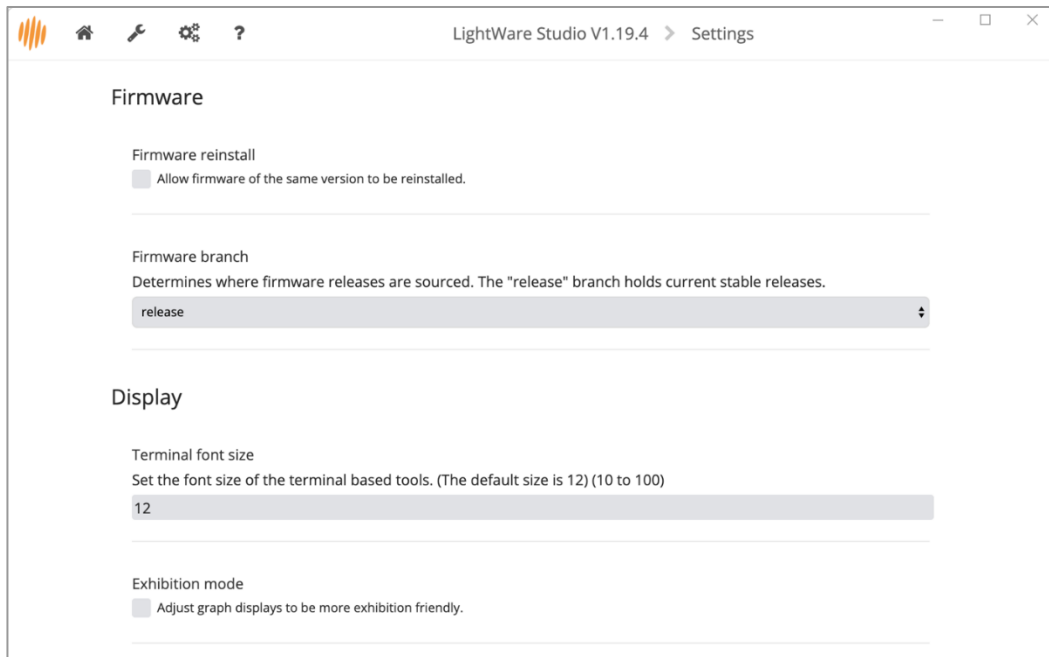 ?
LightWare Studio V1.19.4 > Settings
Firmware
Firmware reinstall
Allow firmware of the same version to be reinstalled.
Firmware branch
Determines where firmware releases are sourced. The "release" branch holds current stable releases.
release
Display
Terminal font size
Set the font size of the terminal based tools. (The default size is 12) (10 to 100)
12
Exhibition mode
Adjust graph displays to be more exhibition friendly.